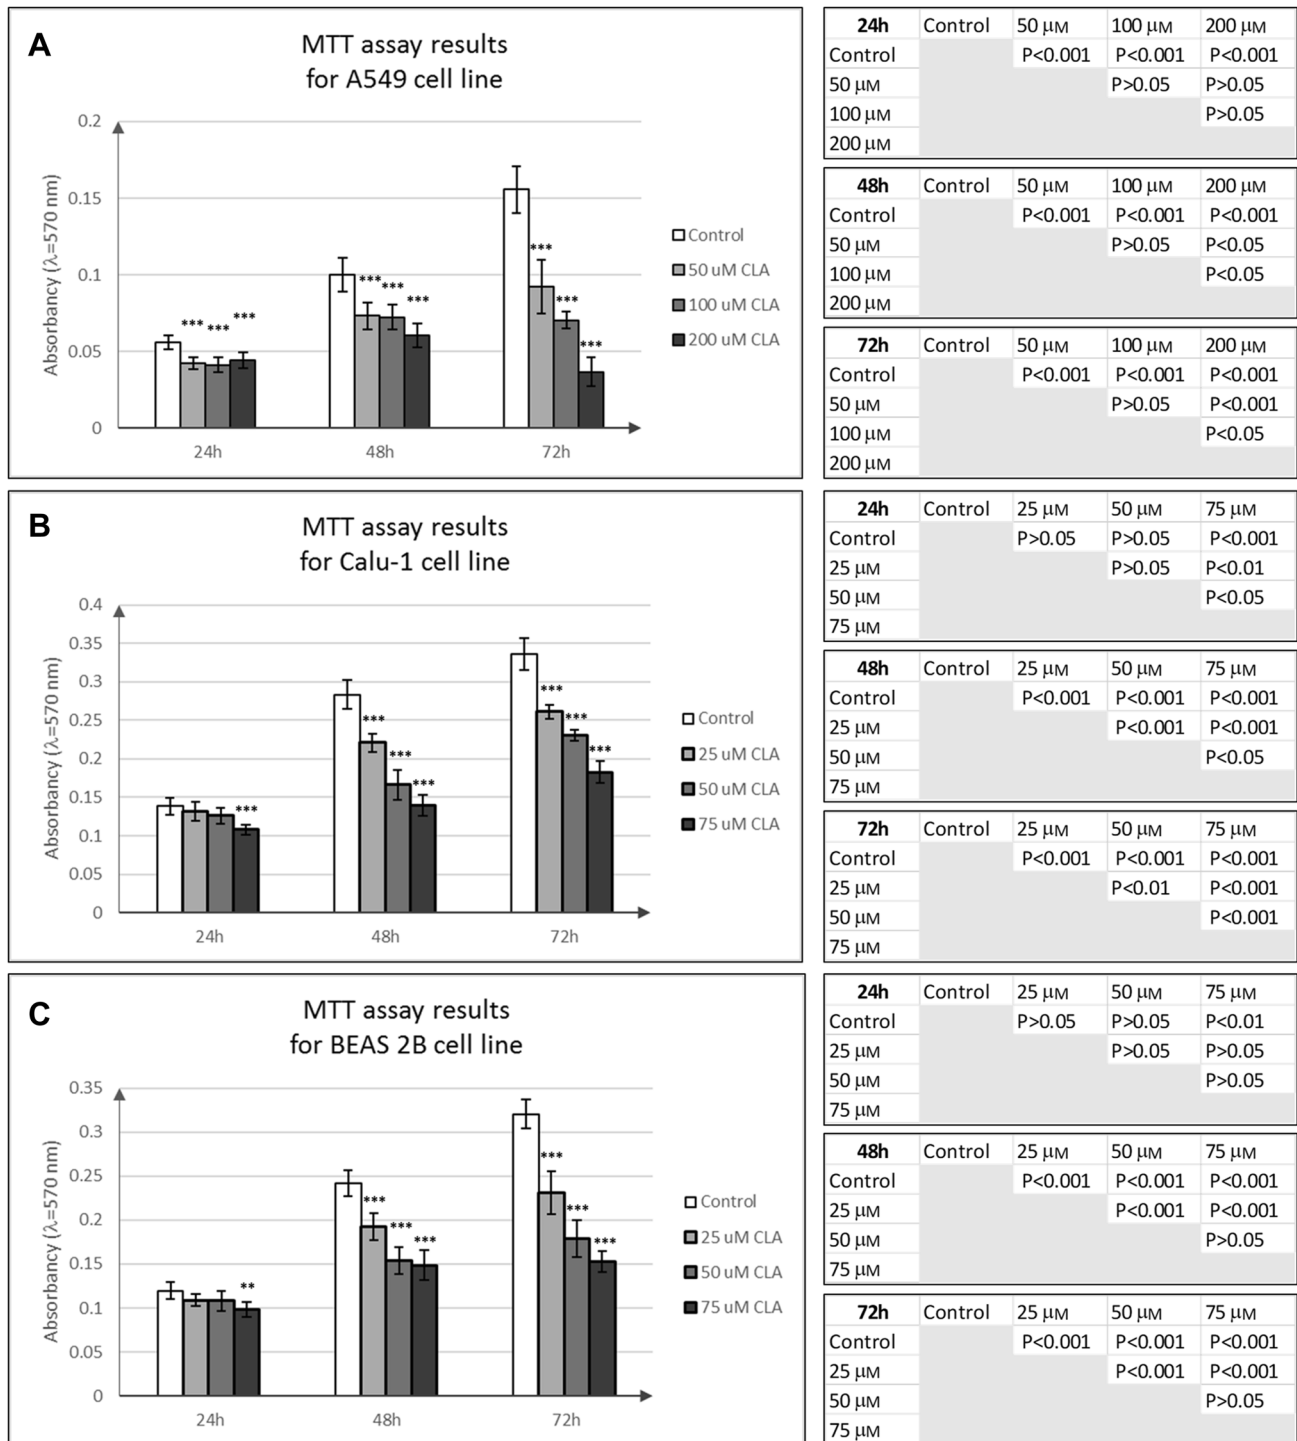 A
MTT assay results
for A549 cell line
Absorbancy (λ=570 nm)
0.2
0.15
0.1
0.05
0
*** *** ***
*** *** ***
*** *** ***
24h 48h 72h
Control
50 uM CLA
100 uM CLA
200 uM CLA
24h Control 50 μM 100 μM 200 μM
Control P<0.001 P<0.001 P<0.001
50 μM P>0.05 P>0.05
100 μM P>0.05
200 μM
48h Control 50 μM 100 μM 200 μM
Control P<0.001 P<0.001 P<0.001
50 μM P>0.05 P<0.05
100 μM P<0.05
200 μM
72h Control 50 μM 100 μM 200 μM
Control P<0.001 P<0.001 P<0.001
50 μM P>0.05 P<0.001
100 μM P<0.05
200 μM
B
MTT assay results
for Calu-1 cell line
Absorbancy (λ=570 nm)
0.4
0.35
0.3
0.25
0.2
0.15
0.1
0.05
0
***
*** *** ***
*** *** ***
24h 48h 72h
Control
25 uM CLA
50 uM CLA
75 uM CLA
24h Control 25 μM 50 μM 75 μM
Control P>0.05 P>0.05 P<0.001
25 μM P>0.05 P<0.01
50 μM P<0.05
75 μM
48h Control 25 μM 50 μM 75 μM
Control P<0.001 P<0.001 P<0.001
25 μM P<0.001 P<0.001
50 μM P<0.05
75 μM
72h Control 25 μM 50 μM 75 μM
Control P<0.001 P<0.001 P<0.001
25 μM P<0.01 P<0.001
50 μM P<0.001
75 μM
C
MTT assay results
for BEAS 2B cell line
Absorbancy (λ=570 nm)
0.35
0.3
0.25
0.2
0.15
0.1
0.05
0
**
*** *** ***
*** *** ***
24h 48h 72h
Control
25 uM CLA
50 uM CLA
75 uM CLA
24h Control 25 μM 50 μM 75 μM
Control P>0.05 P>0.05 P<0.01
25 μM P>0.05 P>0.05
50 μM P>0.05
75 μM
48h Control 25 μM 50 μM 75 μM
Control P<0.001 P<0.001 P<0.001
25 μM P<0.001 P<0.001
50 μM P>0.05
75 μM
72h Control 25 μM 50 μM 75 μM
Control P<0.001 P<0.001 P<0.001
25 μM P<0.001 P<0.001
50 μM P>0.05
75 μM